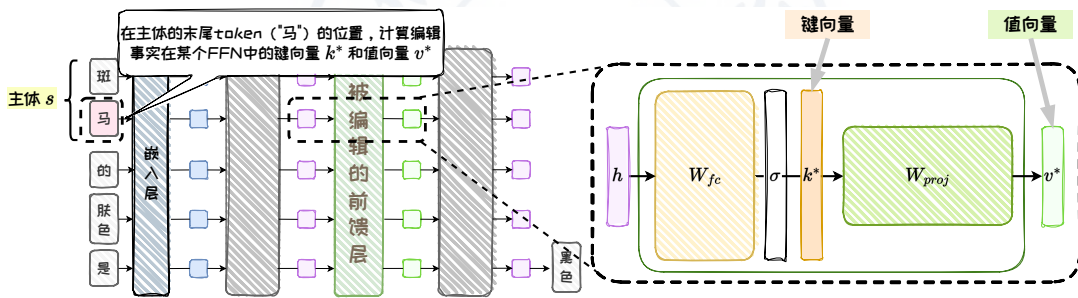 在主体的末尾token（"马"）的位置，计算编辑
事实在某个FFN中的键向量 k* 和值向量 v*
键向量
值向量
主体 s
斑
马
的
肤色
是
嵌入层
被编辑的前馈层
黑色
h
W_fc
σ
k*
W_proj
v*